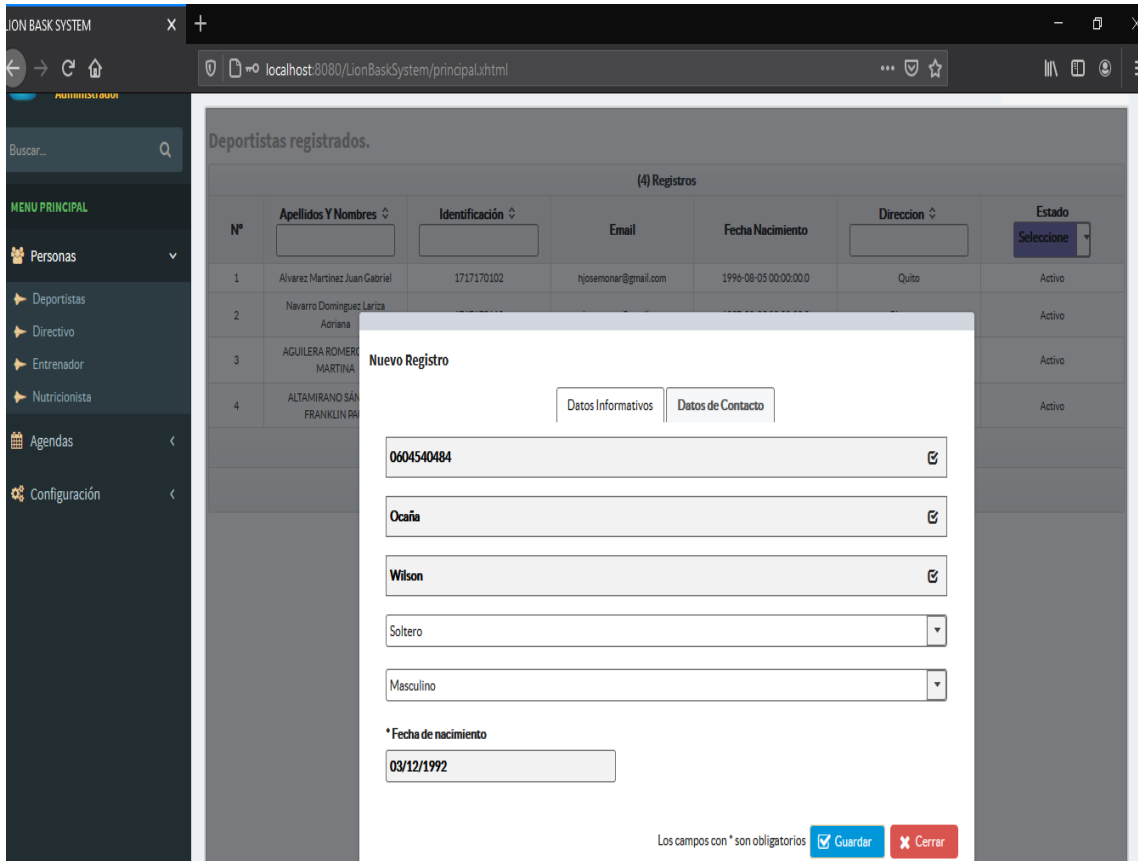 LION BASK SYSTEM
localhost:8080/LionBaskSystem/principal.xhtml
Administrador
Buscar...
MENU PRINCIPAL
Personas
Deportistas
Directivo
Entrenador
Nutricionista
Agendas
Configuración
Deportistas registrados.
(4) Registros
Nº Apellidos Y Nombres Identificación Email Fecha Nacimiento Direccion Estado
Seleccione
1 Alvarez Martinez Juan Gabriel 1717170102 njosemonar@gmail.com 1996-08-05 00:00:00.0 Quito Activo
2 Navarro Dominguez Lariza Adriana Activo
3 AGUILERA ROMERO MARTINA Activo
4 ALTAMIRANO FRANKLIN Activo
Nuevo Registro
Datos Informativos Datos de Contacto
0604540484
Ocaña
Wilson
Soltero
Masculino
* Fecha de nacimiento
03/12/1992
Los campos con * son obligatorios Guardar Cerrar